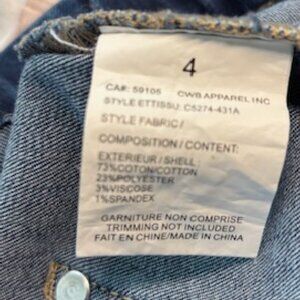 4
CA#: 59105 CWB APPAREL INC
STYLE ETTISSU: C5274-431A
STYLE FABRIC /
COMPOSITION / CONTENT:
EXTERIEUR / SHELL:
73%COTON/COTTON
23%POLYESTER
3%VISCOSE
1%SPANDEX
GARNITURE NON COMPRISE
TRIMMING NOT INCLUDED
FAIT EN CHINE/MADE IN CHINA